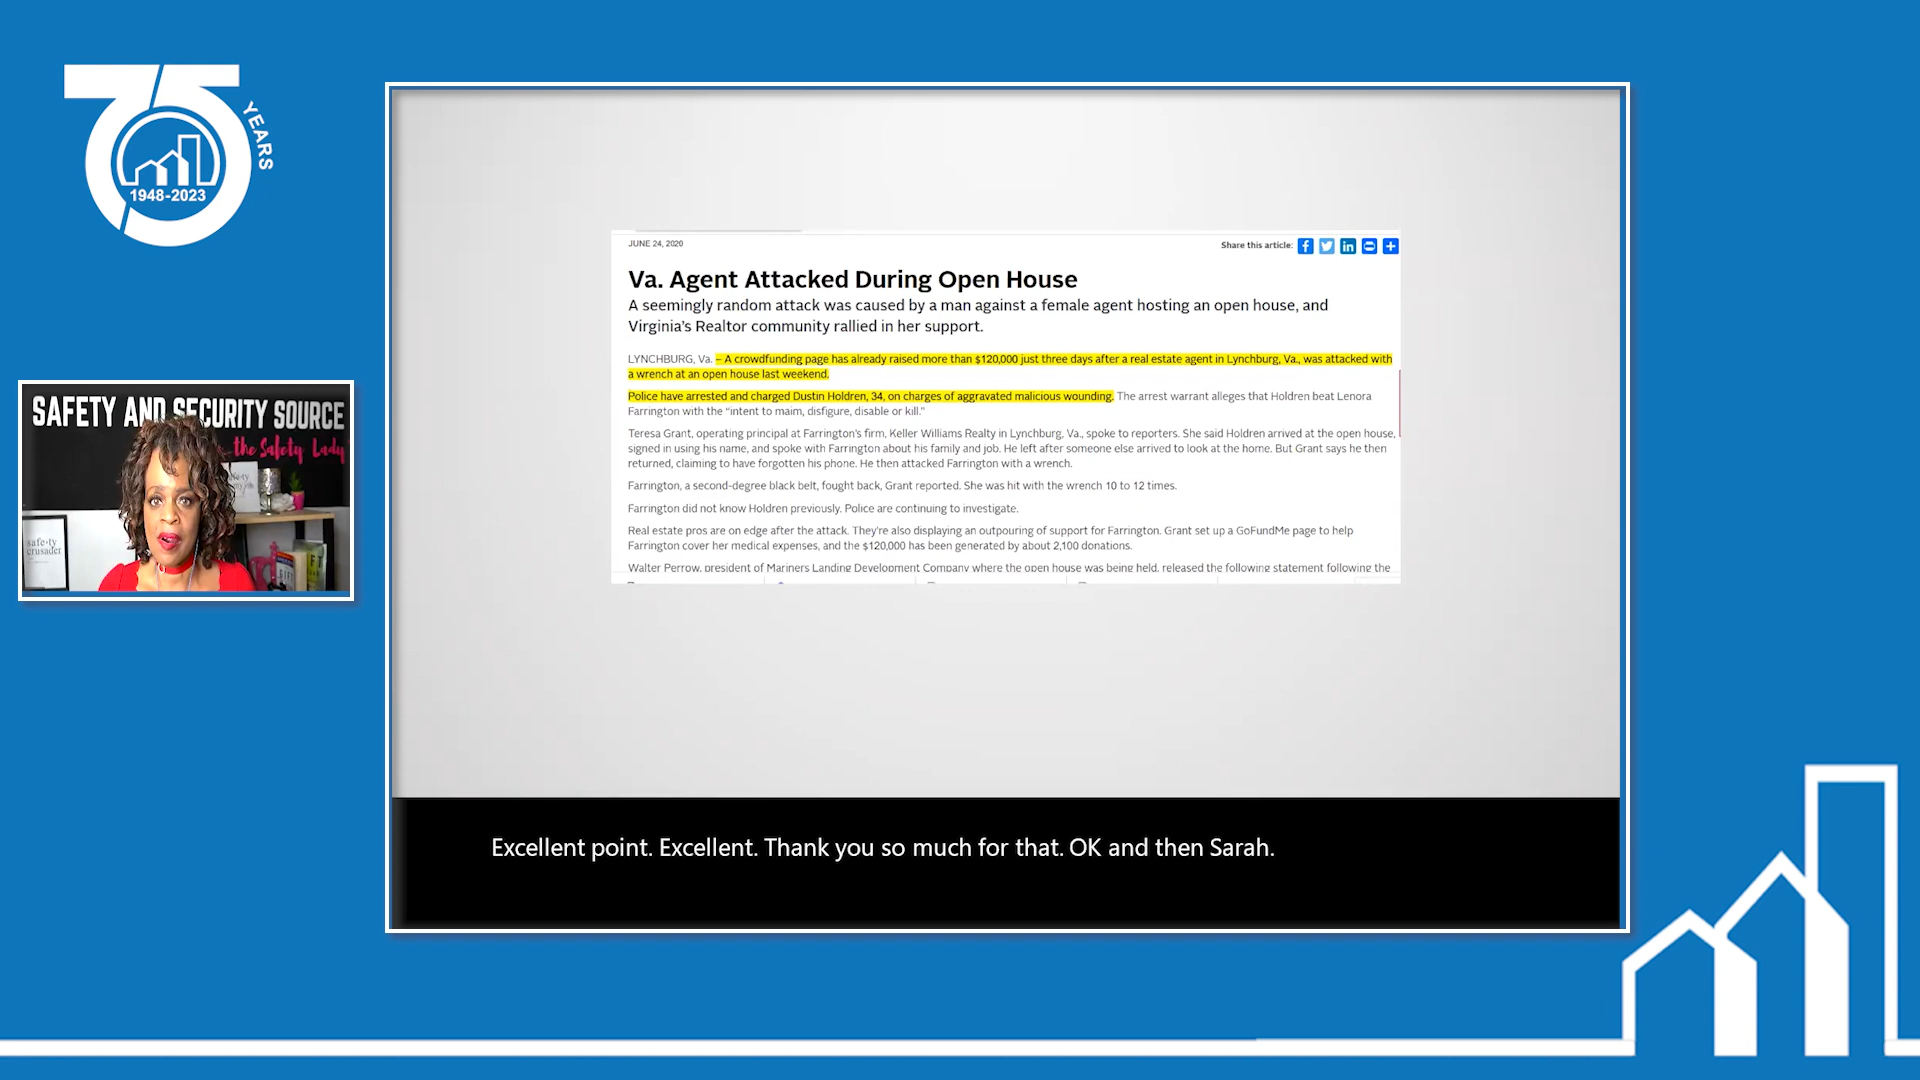 75
YEARS
1948-2023
SAFETY AND SECURITY SOURCE
the Safety Lady
safe·ty
crusader
JUNE 24, 2020
Share this article:
Va. Agent Attacked During Open House
A seemingly random attack was caused by a man against a female agent hosting an open house, and
Virginia's Realtor community rallied in her support.
LYNCHBURG, Va. – A crowdfunding page has already raised more than $120,000 just three days after a real estate agent in Lynchburg, Va., was attacked with
a wrench at an open house last weekend.
Police have arrested and charged Dustin Holdren, 34, on charges of aggravated malicious wounding. The arrest warrant alleges that Holdren beat Lenora
Farrington with the “intent to maim, disfigure, disable or kill.”
Teresa Grant, operating principal at Farrington's firm, Keller Williams Realty in Lynchburg, Va., spoke to reporters. She said Holdren arrived at the open house,
signed in using his name, and spoke with Farrington about his family and job. He left after someone else arrived to look at the home. But Grant says he then
returned, claiming to have forgotten his phone. He then attacked Farrington with a wrench.
Farrington, a second-degree black belt, fought back, Grant reported. She was hit with the wrench 10 to 12 times.
Farrington did not know Holdren previously. Police are continuing to investigate.
Real estate pros are on edge after the attack. They're also displaying an outpouring of support for Farrington. Grant set up a GoFundMe page to help
Farrington cover her medical expenses, and the $120,000 has been generated by about 2,100 donations.
Walter Perrow, president of Mariners Landing Development Company where the open house was being held, released the following statement following the
Excellent point. Excellent. Thank you so much for that. OK and then Sarah.